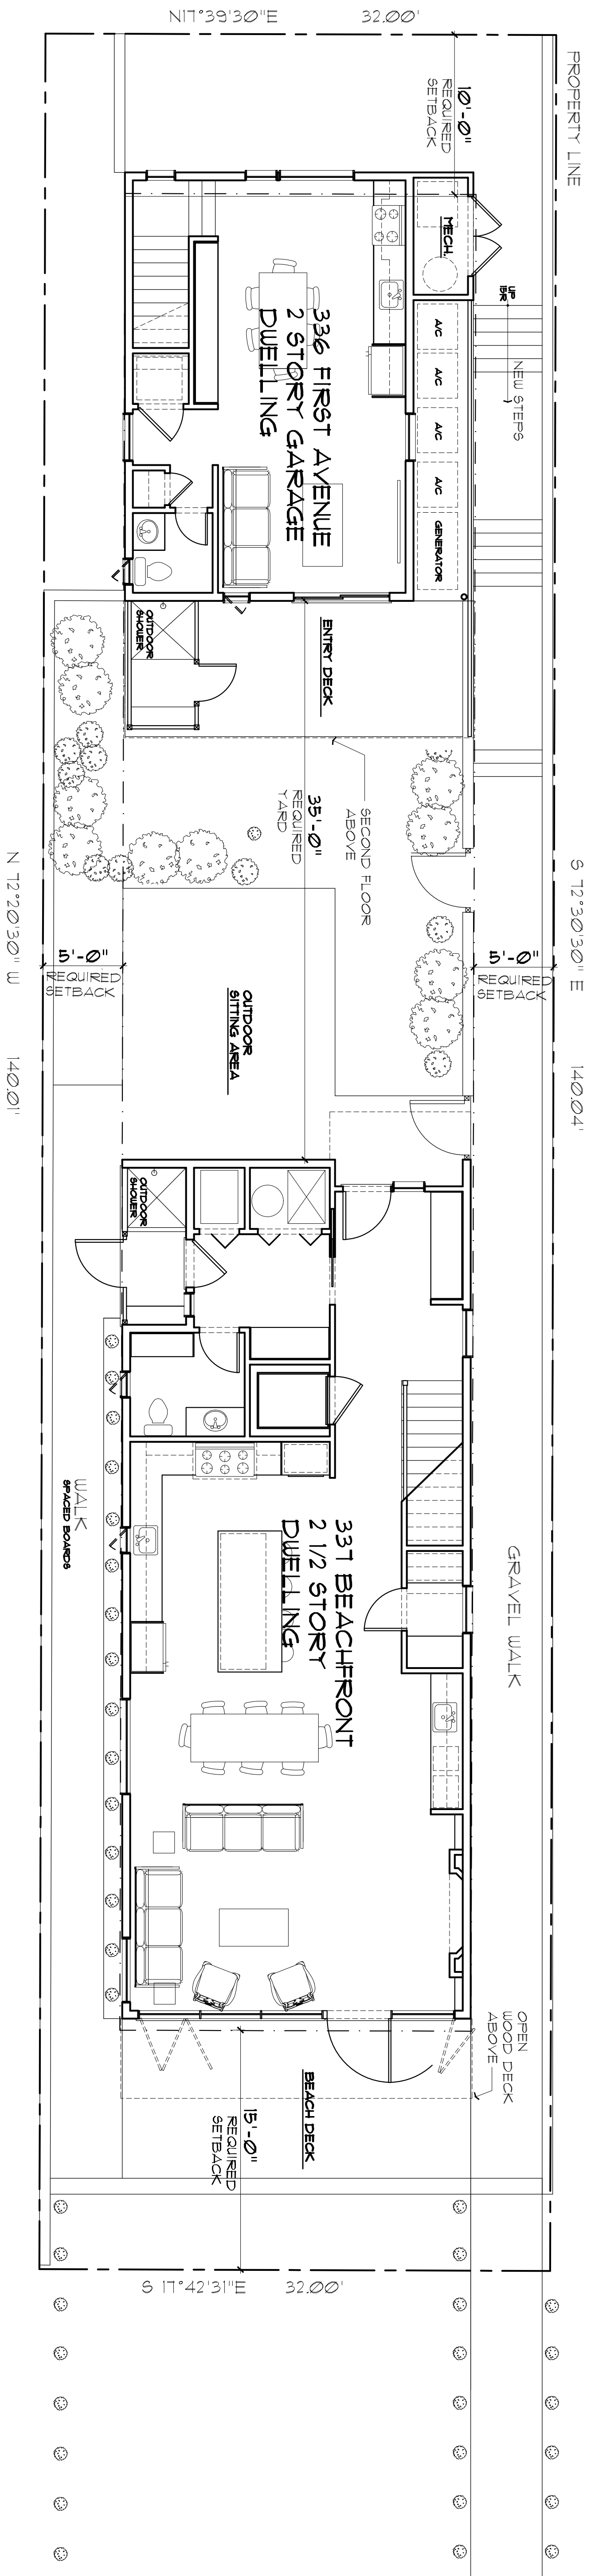 N17°39'30"E 32.00'
PROPERTY LINE
10'-0"
REQUIRED
SETBACK
MECH.
UP
15R
NEW STEPS
A/C
A/C
A/C
A/C
GENERATOR
336 FIRST AVENUE
2 STORY GARAGE
DWELLING
OUTDOOR
SHOWER
ENTRY DECK
SECOND FLOOR
ABOVE
35'-0"
REQUIRED
YARD
N 72°20'30" W 140.01'
S 72°30'30" E 140.04'
5'-0"
REQUIRED
SETBACK
5'-0"
REQUIRED
SETBACK
OUTDOOR
SITTING AREA
OUTDOOR
SHOWER
WALK
SPACED BOARDS
GRAVEL WALK
337 BEACHFRONT
2 1/2 STORY
DWELLING
OPEN
WOOD DECK
ABOVE
BEACH DECK
15'-0"
REQUIRED
SETBACK
S 17°42'31"E 32.00'